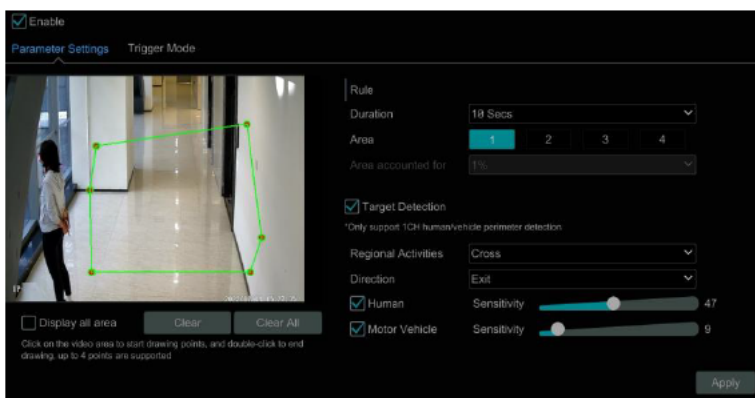 Enable
Parameter Settings Trigger Mode
Rule
Duration 10 Secs
Area 1 2 3 4
Area accounted for 1%
Target Detection
*Only support 1CH human/vehicle perimeter detection
Regional Activities Cross
Direction Exit
Human Sensitivity 47
Motor Vehicle Sensitivity 9
Display all area Clear Clear All
Click on the video area to start drawing points, and double-click to end
drawing, up to 4 points are supported
Apply